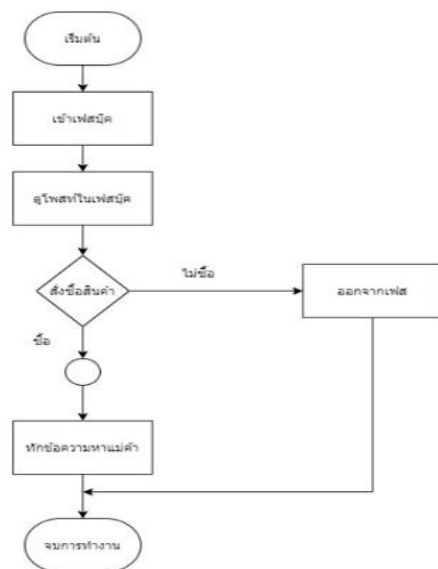 เริ่มต้น
เข้าเฟสบุ๊ค
ดูโพสท์ในเฟสบุ๊ค
สั่งซื้อสินค้า
ไม่ซื้อ
ออกจากเฟส
ซื้อ
ทักข้อความหาแม่ค้า
จบการทำงาน